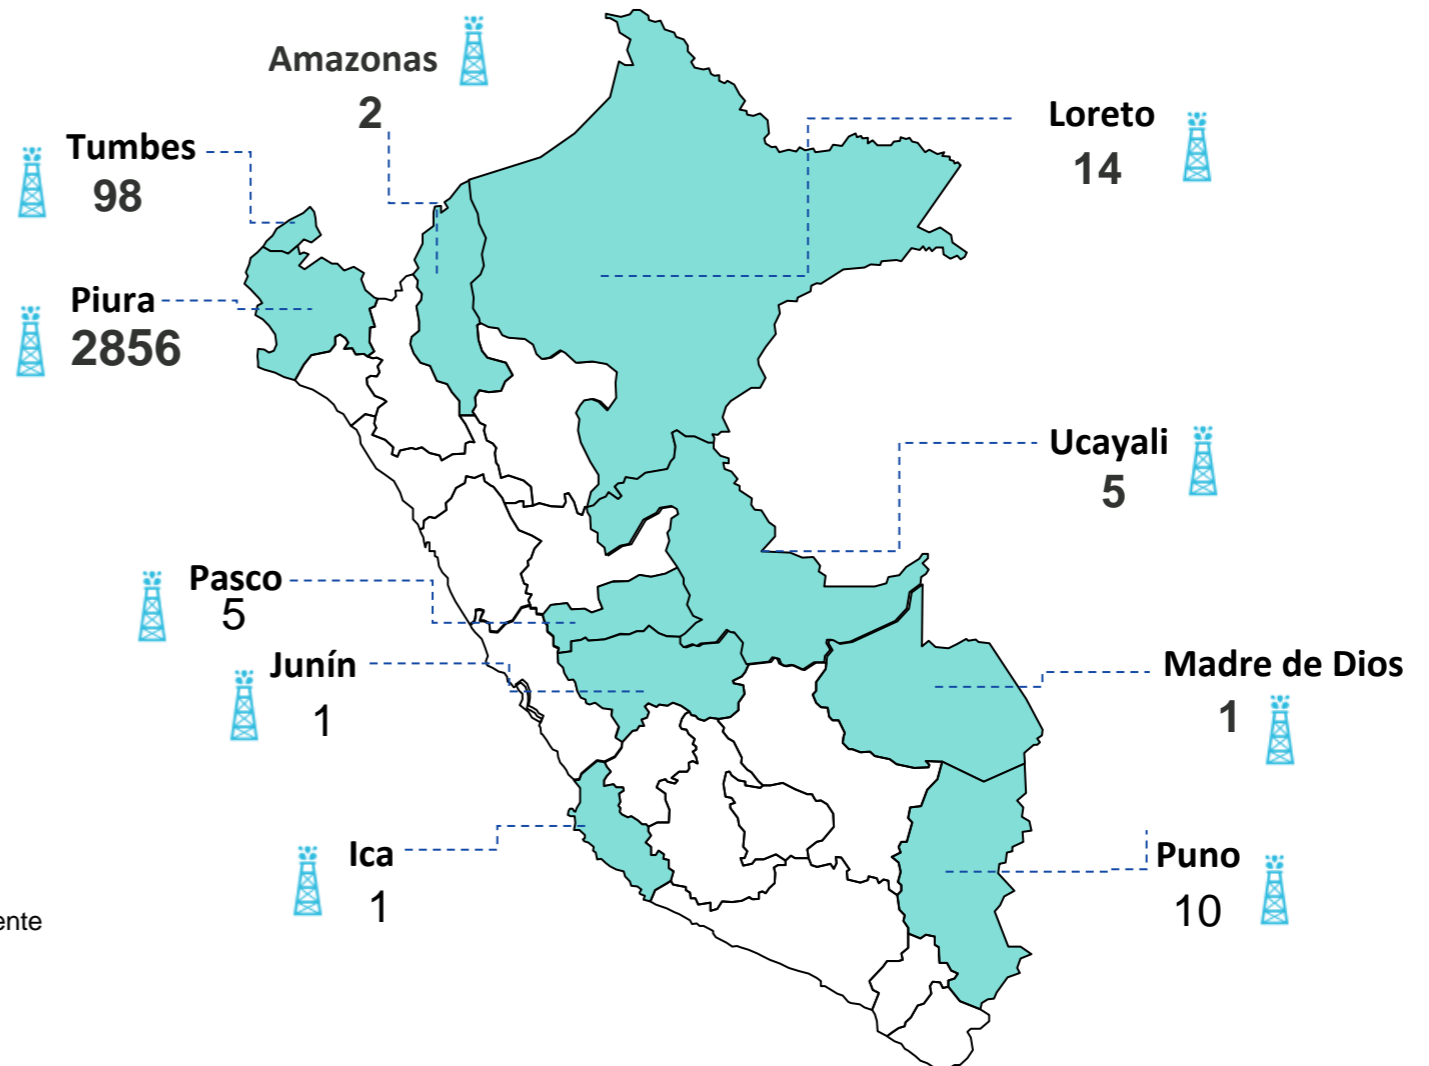 Amazonas
2
Tumbes
98
Loreto
14
Piura
2856
Ucayali
5
Pasco
5
Junín
1
Madre de Dios
1
Ica
1
Puno
10
ente